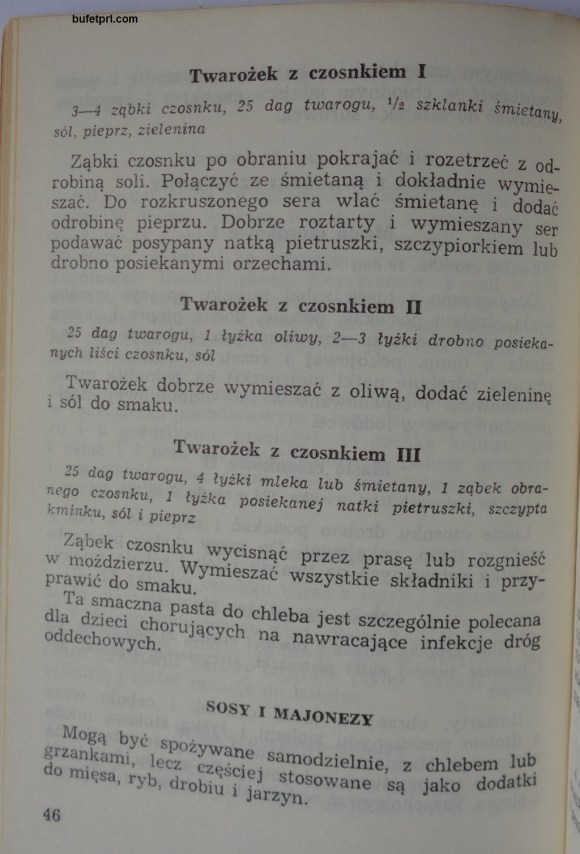 bufetprl.com
Twarożek z czosnkiem I
3—4 ząbki czosnku, 25 dag twarogu, 1/2 szklanki śmietany,
sól, pieprz, zielenina
Ząbki czosnku po obraniu pokrajać i rozetrzeć z od-
robiną soli. Połączyć ze śmietaną i dokładnie wymie-
szać. Do rozkruszonego sera wlać śmietanę i dodać
odrobinę pieprzu. Dobrze roztarty i wymieszany ser
podawać posypany natką pietruszki, szczypiorkiem lub
drobno posiekanymi orzechami.
Twarożek z czosnkiem II
25 dag twarogu, 1 łyżka oliwy, 2—3 łyżki drobno posieka-
nych liści czosnku, sól
Twarożek dobrze wymieszać z oliwą, dodać zieleninę
i sól do smaku.
Twarożek z czosnkiem III
25 dag twarogu, 4 łyżki mleka lub śmietany, 1 ząbek obra-
nego czosnku, 1 łyżka posiekanej natki pietruszki, szczypta
kminku, sól i pieprz
Ząbek czosnku wycisnąć przez prasę lub rozgnieść
w moździerzu. Wymieszać wszystkie składniki i przy-
prawić do smaku.
Ta smaczna pasta do chleba jest szczególnie polecana
dla dzieci chorujących na nawracające infekcje dróg
oddechowych.
SOSY I MAJONEZY
Mogą być spożywane samodzielnie, z chlebem lub
grzankami, lecz częściej stosowane są jako dodatki
do mięsa, ryb, drobiu i jarzyn.
46